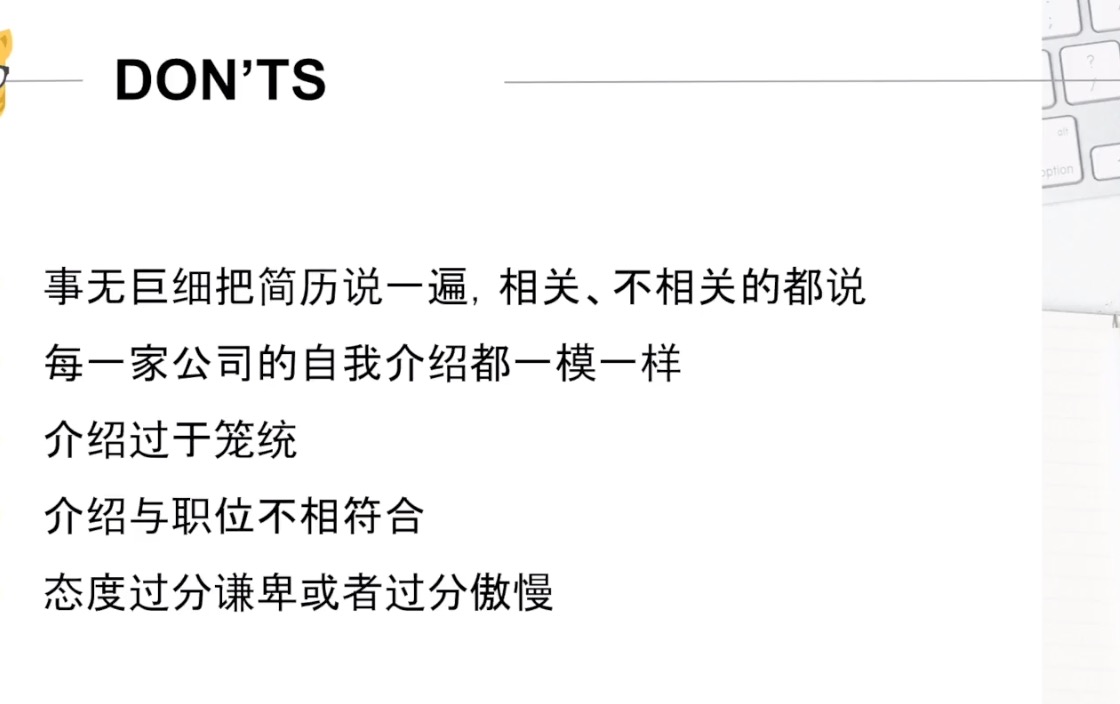 DON'TS
事无巨细把简历说一遍，相关、不相关的都说
每一家公司的自我介绍都一模一样
介绍过于笼统
介绍与职位不相符合
态度过分谦卑或者过分傲慢
;
?
/
alt
option